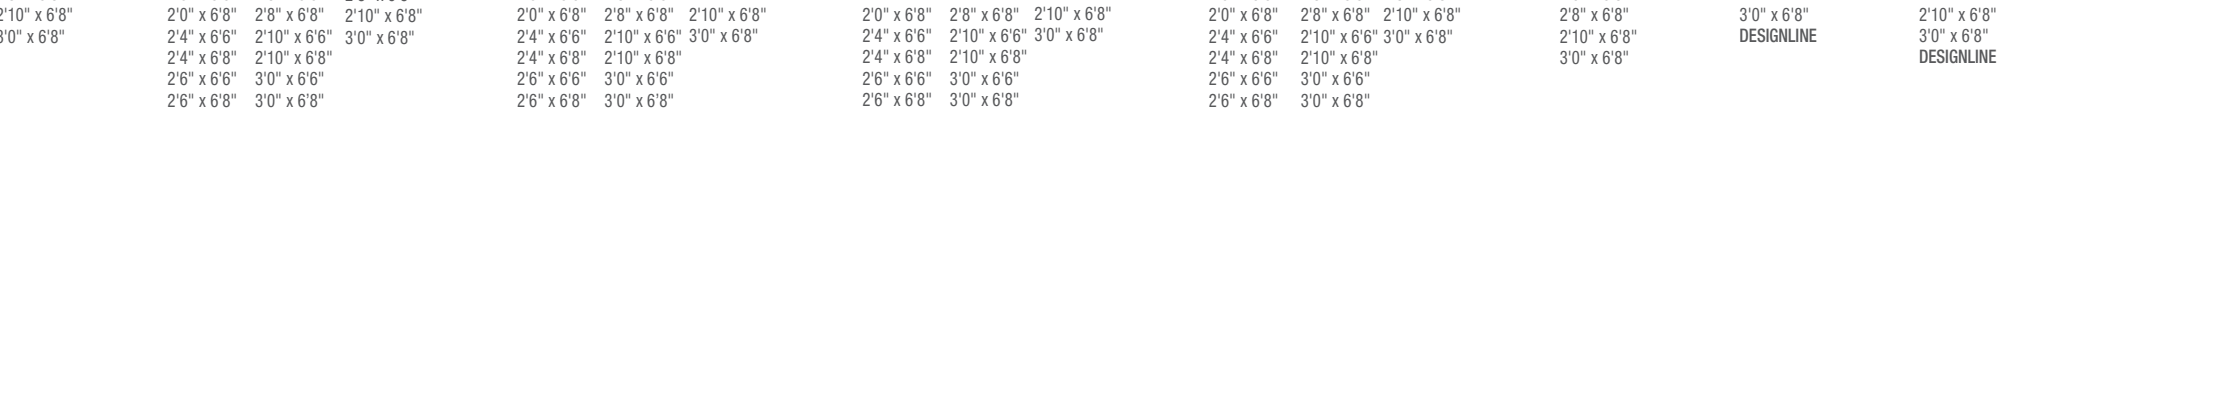 2'10" x 6'8" 2'0" x 6'8" 2'8" x 6'8" 2'10" x 6'8" 2'0" x 6'8" 2'8" x 6'8" 2'10" x 6'8" 2'0" x 6'8" 2'8" x 6'8" 2'10" x 6'8" 2'0" x 6'8" 2'8" x 6'8" 2'10" x 6'8" 2'8" x 6'8" 3'0" x 6'8" 2'10" x 6'8"
3'0" x 6'8" 2'4" x 6'6" 2'10" x 6'6" 3'0" x 6'8" 2'4" x 6'6" 2'10" x 6'6" 3'0" x 6'8" 2'4" x 6'6" 2'10" x 6'6" 3'0" x 6'8" 2'4" x 6'6" 2'10" x 6'6" 3'0" x 6'8" 2'10" x 6'8" DESIGNLINE 3'0" x 6'8"
2'4" x 6'8" 2'10" x 6'8" 2'4" x 6'8" 2'10" x 6'8" 2'4" x 6'8" 2'10" x 6'8" 2'4" x 6'8" 2'10" x 6'8" 3'0" x 6'8" DESIGNLINE
2'6" x 6'6" 3'0" x 6'6" 2'6" x 6'6" 3'0" x 6'6" 2'6" x 6'6" 3'0" x 6'6" 2'6" x 6'6" 3'0" x 6'6"
2'6" x 6'8" 3'0" x 6'8" 2'6" x 6'8" 3'0" x 6'8" 2'6" x 6'8" 3'0" x 6'8" 2'6" x 6'8" 3'0" x 6'8"